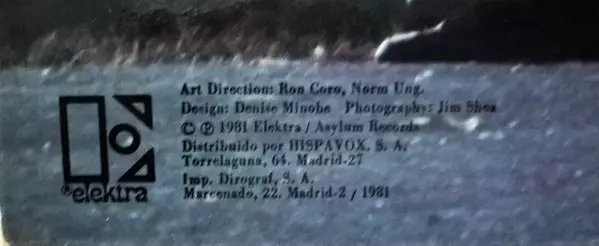 Art Direction: Ron Coro, Norm Ung.
Design: Denise Minobe Photography: Jim Shea
© ℗ 1981 Elektra / Asylum Records
Distribuido por HISPAVOX. S. A.
Torrelaguna, 64. Madrid-27
Imp. Dirograf, S. A.
Marcenado, 22. Madrid-2 / 1981
elektra